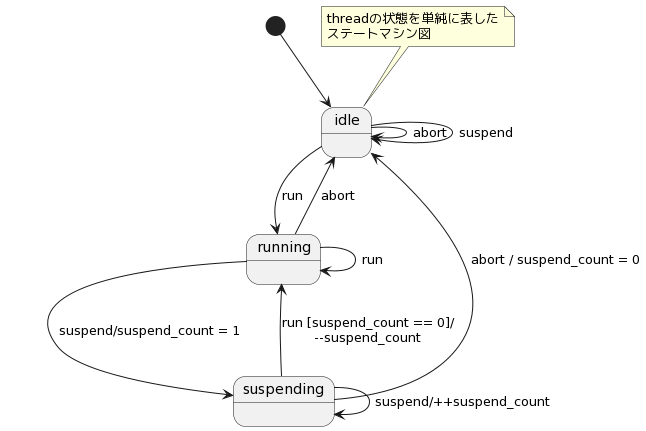 threadの状態を単純に表した
ステートマシン図
idle
abort
suspend
run
abort
running
run
abort / suspend_count = 0
suspend/suspend_count = 1
run [suspend_count == 0]/
--suspend_count
suspending
suspend/++suspend_count